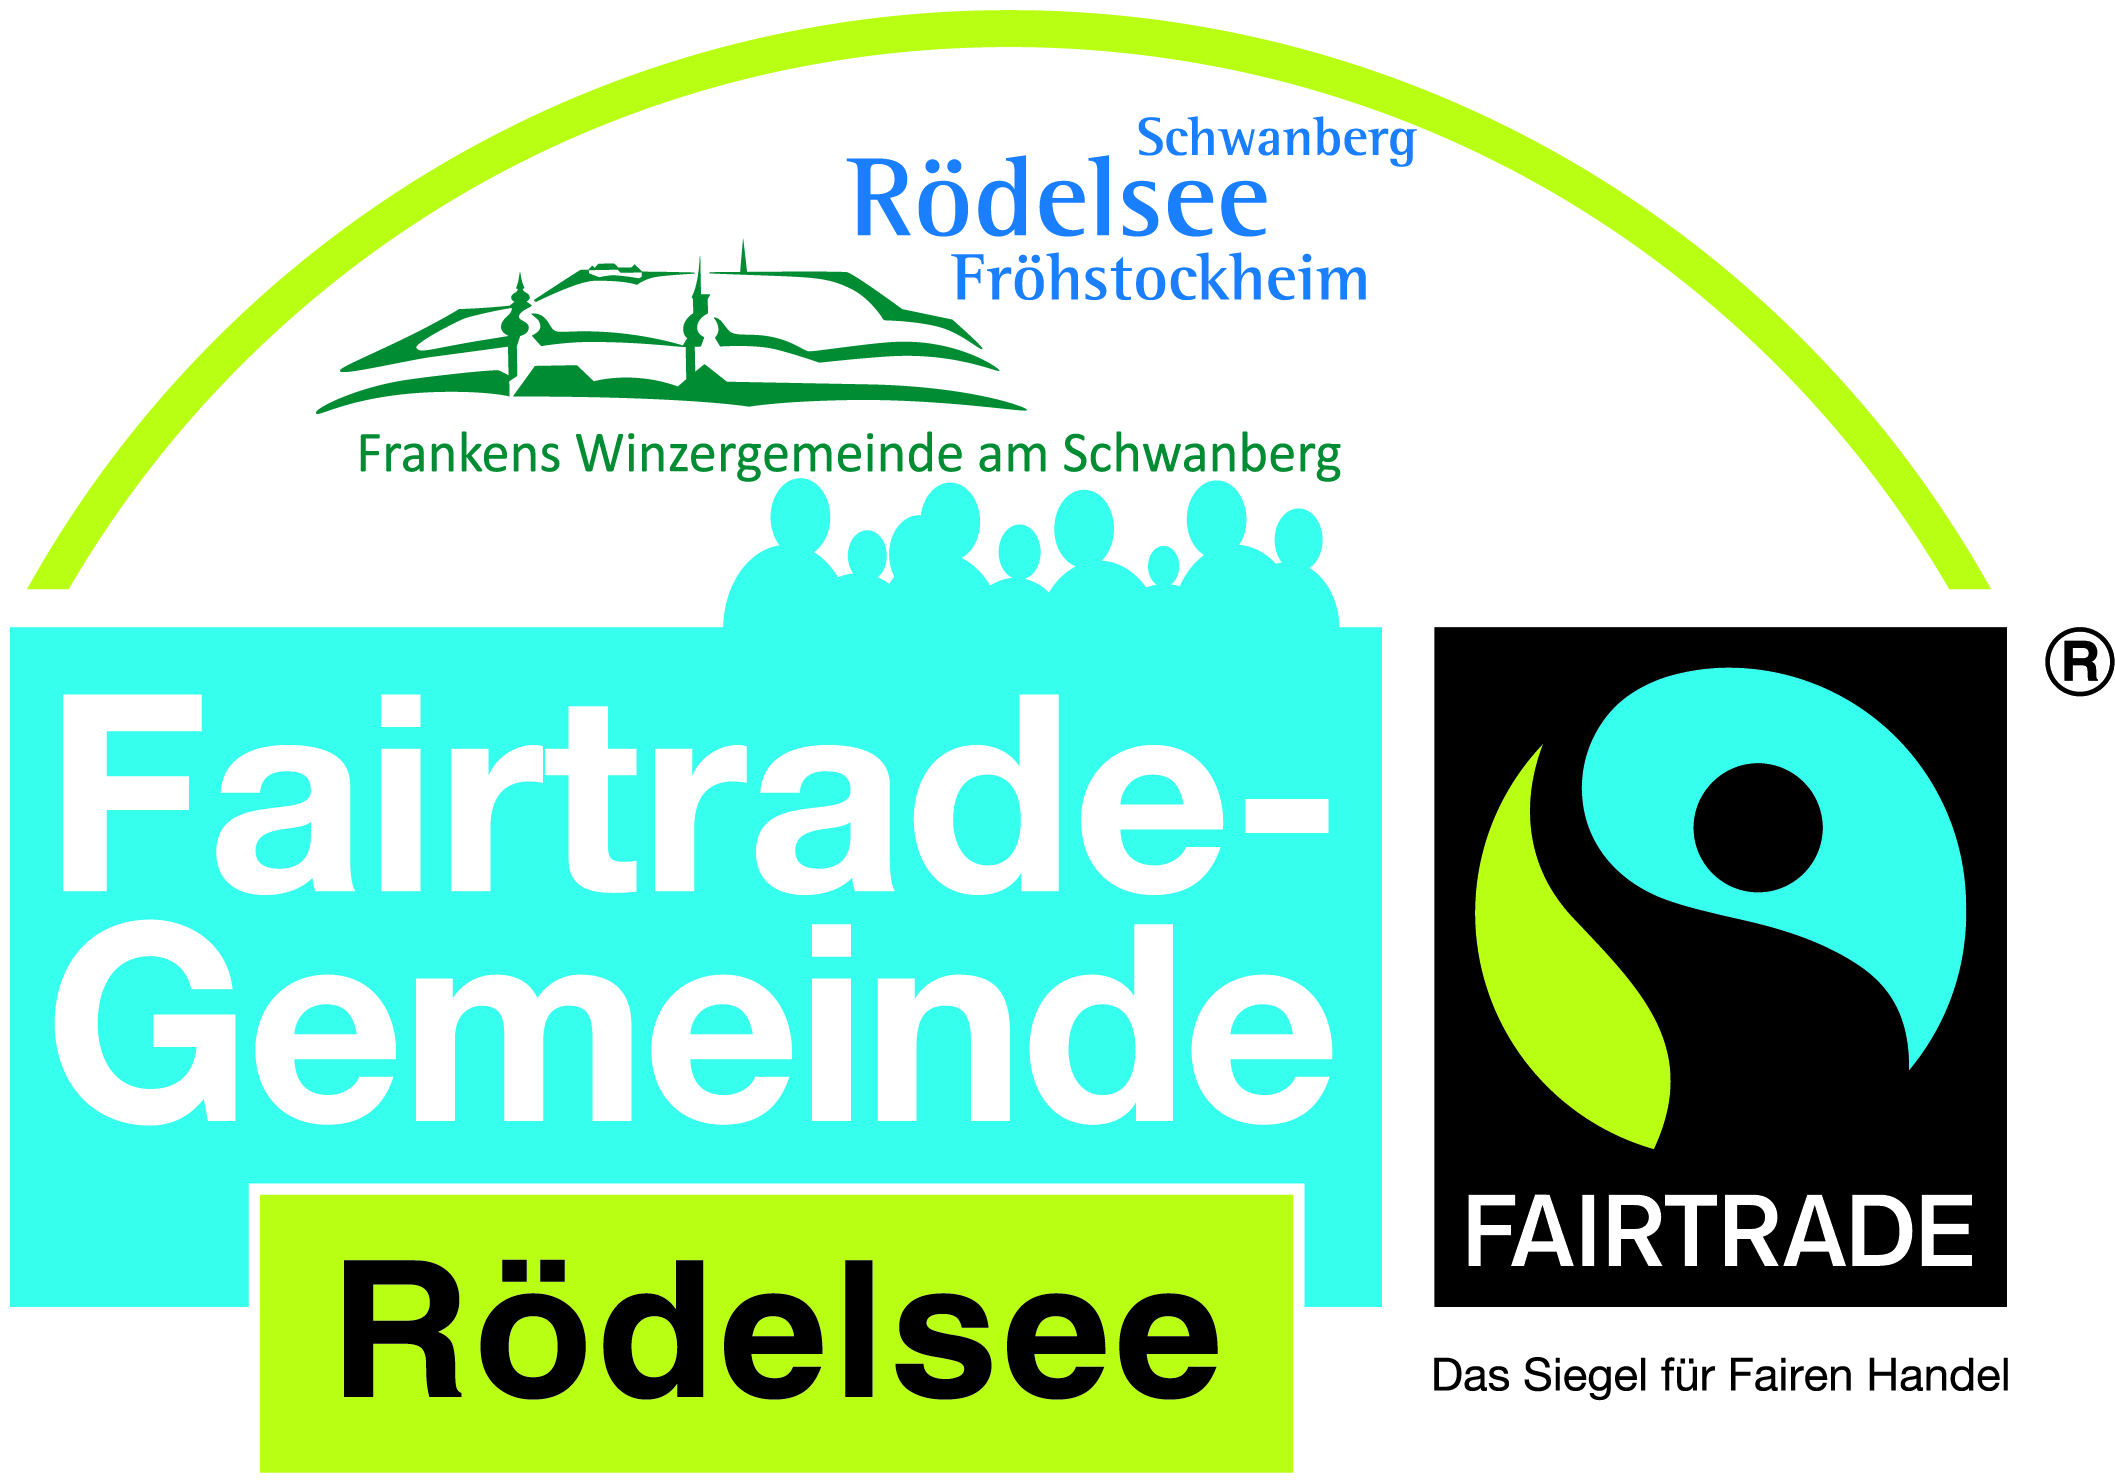 Schwanberg
Rödelsee
Fröhstockheim
Frankens Winzergemeinde am Schwanberg
Fairtrade-
Gemeinde
Rödelsee
®
FAIRTRADE
Das Siegel für Fairen Handel